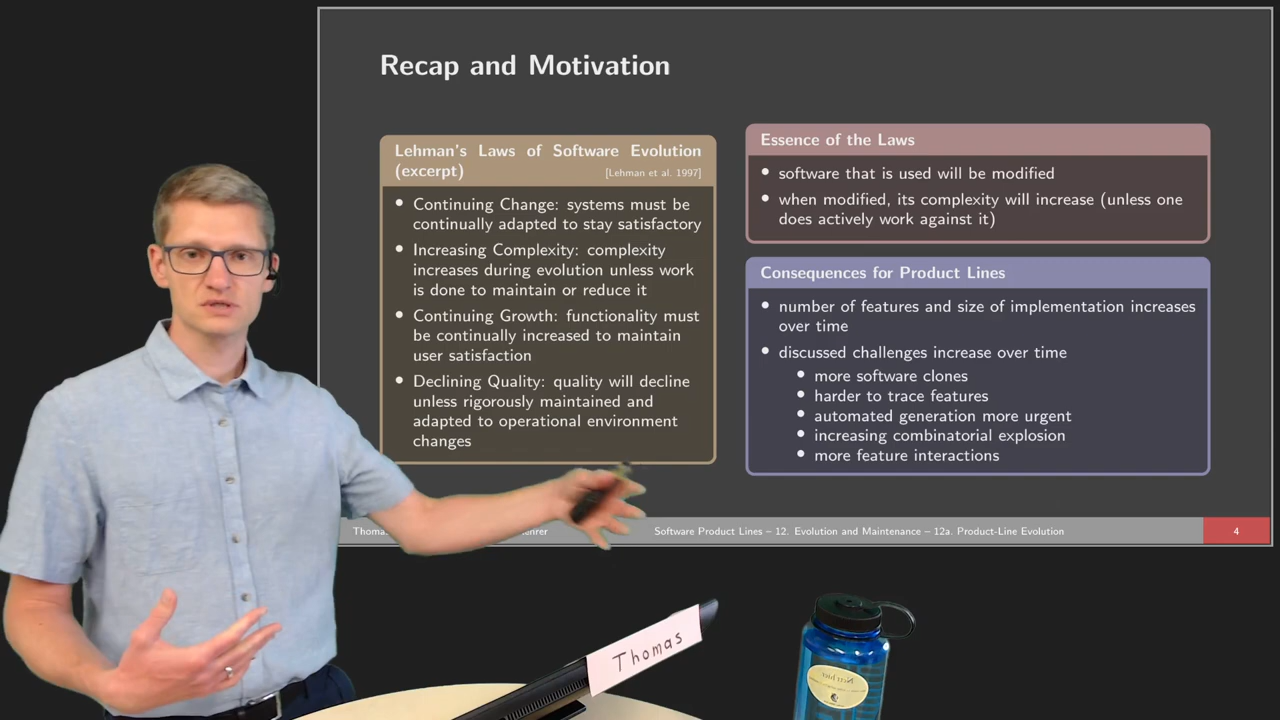 Recap and Motivation
Lehman's Laws of Software Evolution
(excerpt) [Lehman et al. 1997]
• Continuing Change: systems must be
continually adapted to stay satisfactory
• Increasing Complexity: complexity
increases during evolution unless work
is done to maintain or reduce it
• Continuing Growth: functionality must
be continually increased to maintain
user satisfaction
• Declining Quality: quality will decline
unless rigorously maintained and
adapted to operational environment
changes
Essence of the Laws
• software that is used will be modified
• when modified, its complexity will increase (unless one
does actively work against it)
Consequences for Product Lines
• number of features and size of implementation increases
over time
• discussed challenges increase over time
• more software clones
• harder to trace features
• automated generation more urgent
• increasing combinatorial explosion
• more feature interactions
Software Product Lines – 12. Evolution and Maintenance – 12a. Product-Line Evolution
4
Thomas